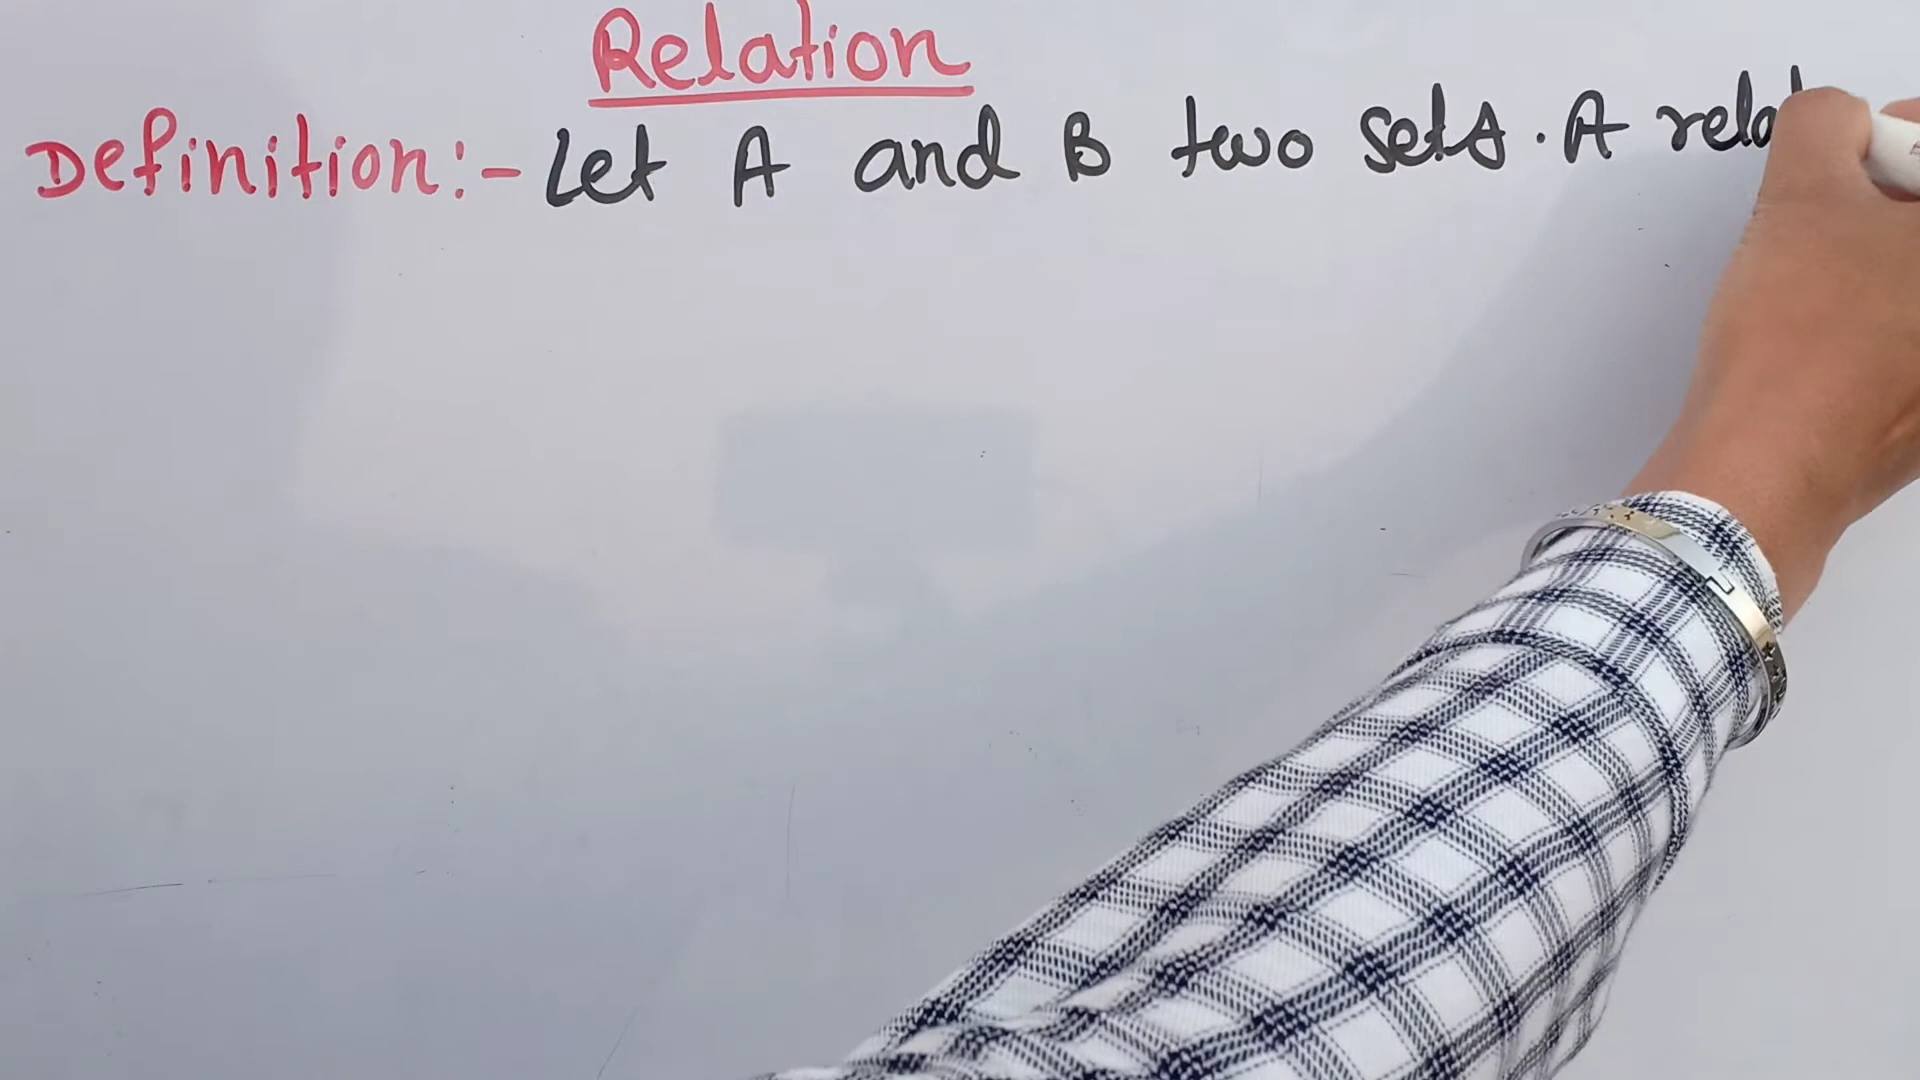 Relation
Definition:- Let A and B two sets. A relat